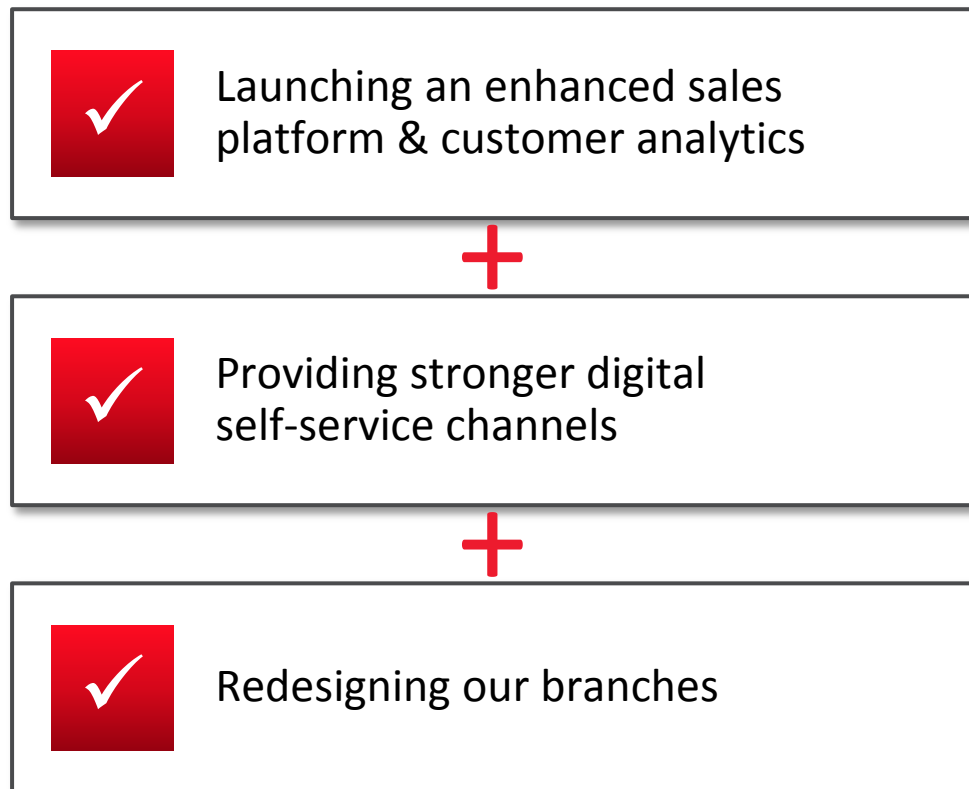 Launching an enhanced sales
platform & customer analytics
+
Providing stronger digital
self-service channels
+
Redesigning our branches